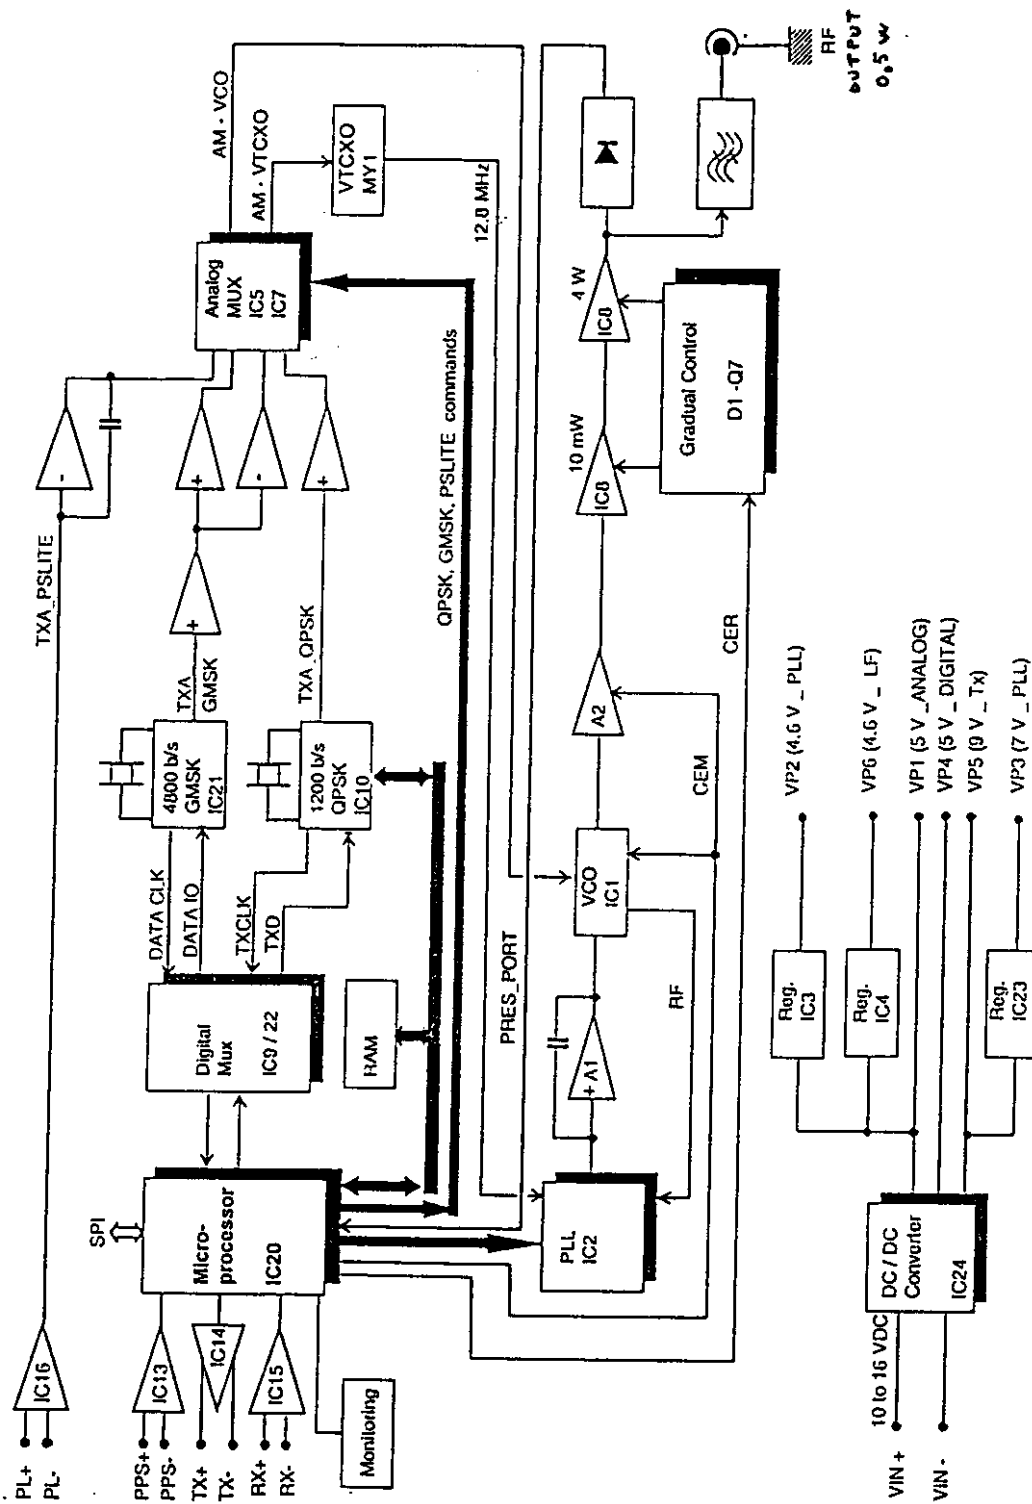 PL+
PL-
IC16
TXA_PSLITE
PPS+
PPS-
IC13
TX+
TX-
IC14
RX+
RX-
IC15
Monitoring
SPI
Micro-
processor
IC20
Digital
Mux
IC9 / 22
RAM
DATA CLK
DATA IO
TXCLK
TXD
4800 b/s
GMSK
IC21
1200 b/s
QPSK
IC10
TXA
GMSK
TXA_QPSK
-
+
+
-
+
Analog
MUX
IC5
IC7
AM - VCO
AM - VTCXO
VTCXO
MY1
12.8 MHz
QPSK, GMSK, PSLITE commands
PRES_PORT
PLL
IC2
+ A1
VCO
IC1
RF
A2
CEM
CER
10 mW
IC8
4 W
IC8
Gradual Control
D1 -Q7
RF
OUTPUT
0,5 W
VIN +
VIN -
10 to 16 VDC
DC / DC
Converter
IC24
Reg.
IC3
Reg.
IC4
Reg.
IC23
VP2 (4.6 V _ PLL)
VP6 (4.6 V _ LF)
VP1 (5 V _ANALOG)
VP4 (5 V _DIGITAL)
VP5 (9 V _Tx)
VP3 (7 V _PLL)